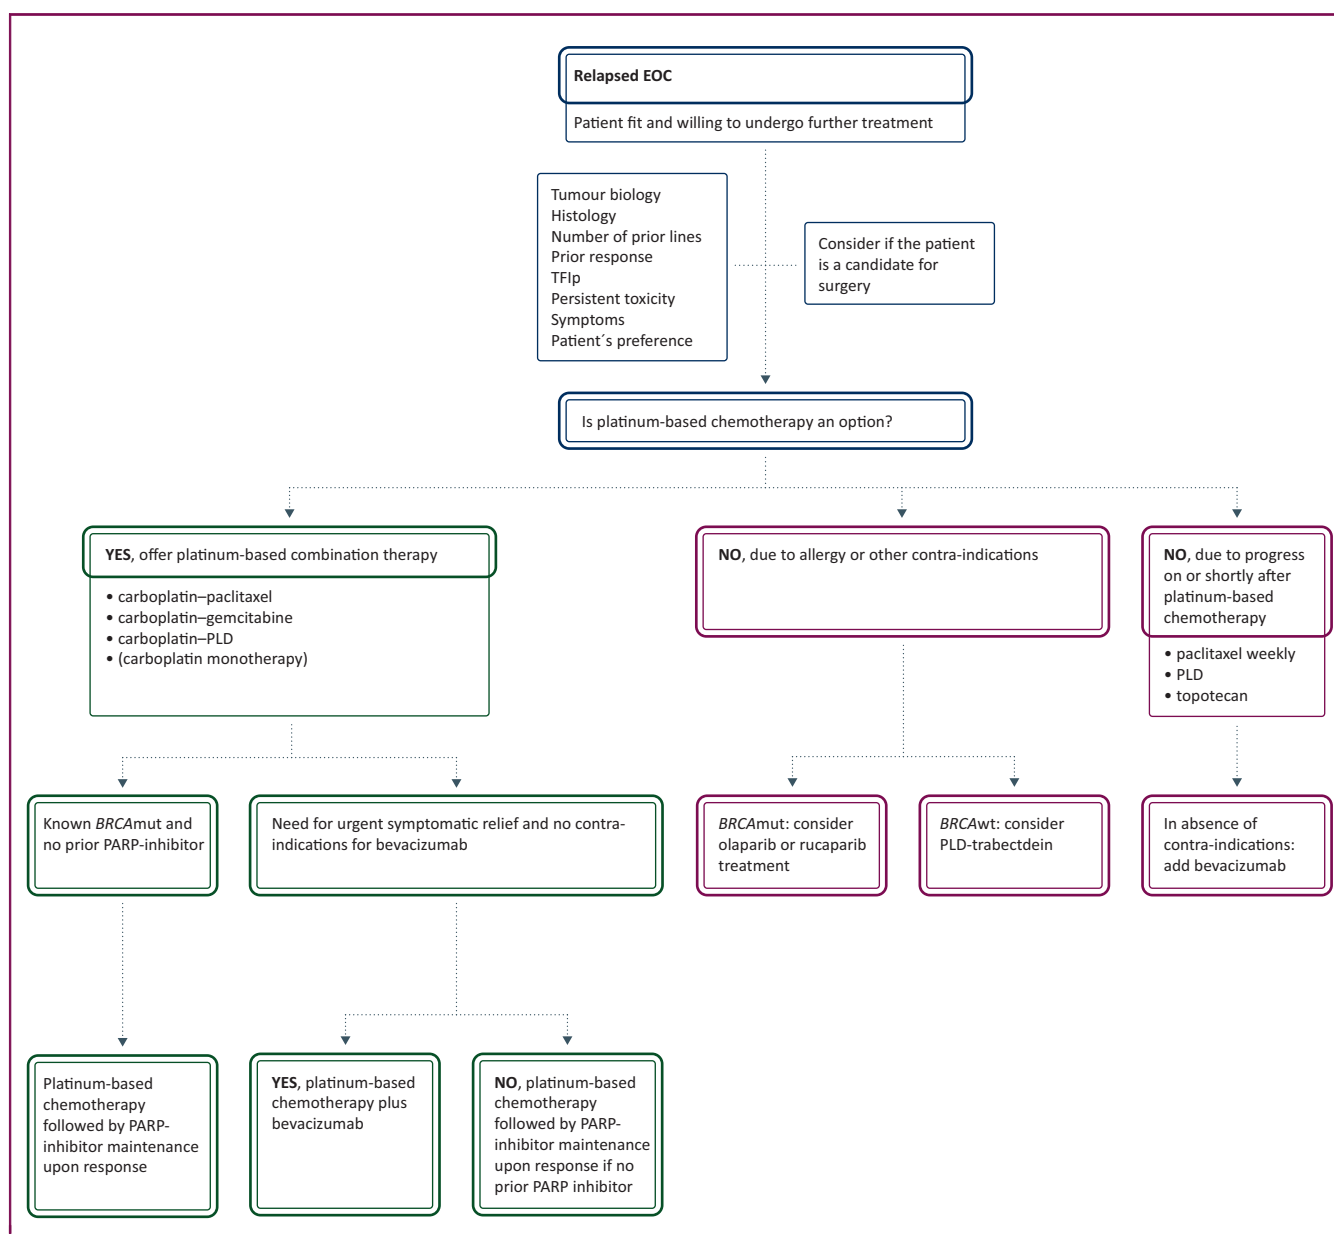 Relapsed EOC
Patient fit and willing to undergo further treatment
Tumour biology
Histology
Number of prior lines
Prior response
TFIp
Persistent toxicity
Symptoms
Patient´s preference
Consider if the patient
is a candidate for
surgery
Is platinum-based chemotherapy an option?
YES, offer platinum-based combination therapy
• carboplatin–paclitaxel
• carboplatin–gemcitabine
• carboplatin–PLD
• (carboplatin monotherapy)
NO, due to allergy or other contra-indications
NO, due to progress
on or shortly after
platinum-based
chemotherapy
• paclitaxel weekly
• PLD
• topotecan
Known BRCAmut and
no prior PARP-inhibitor
Need for urgent symptomatic relief and no contra-
indications for bevacizumab
BRCAmut: consider
olaparib or rucaparib
treatment
BRCAwt: consider
PLD-trabectdein
In absence of
contra-indications:
add bevacizumab
Platinum-based
chemotherapy
followed by PARP-
inhibitor maintenance
upon response
YES, platinum-based
chemotherapy plus
bevacizumab
NO, platinum-based
chemotherapy
followed by PARP-
inhibitor maintenance
upon response if no
prior PARP inhibitor